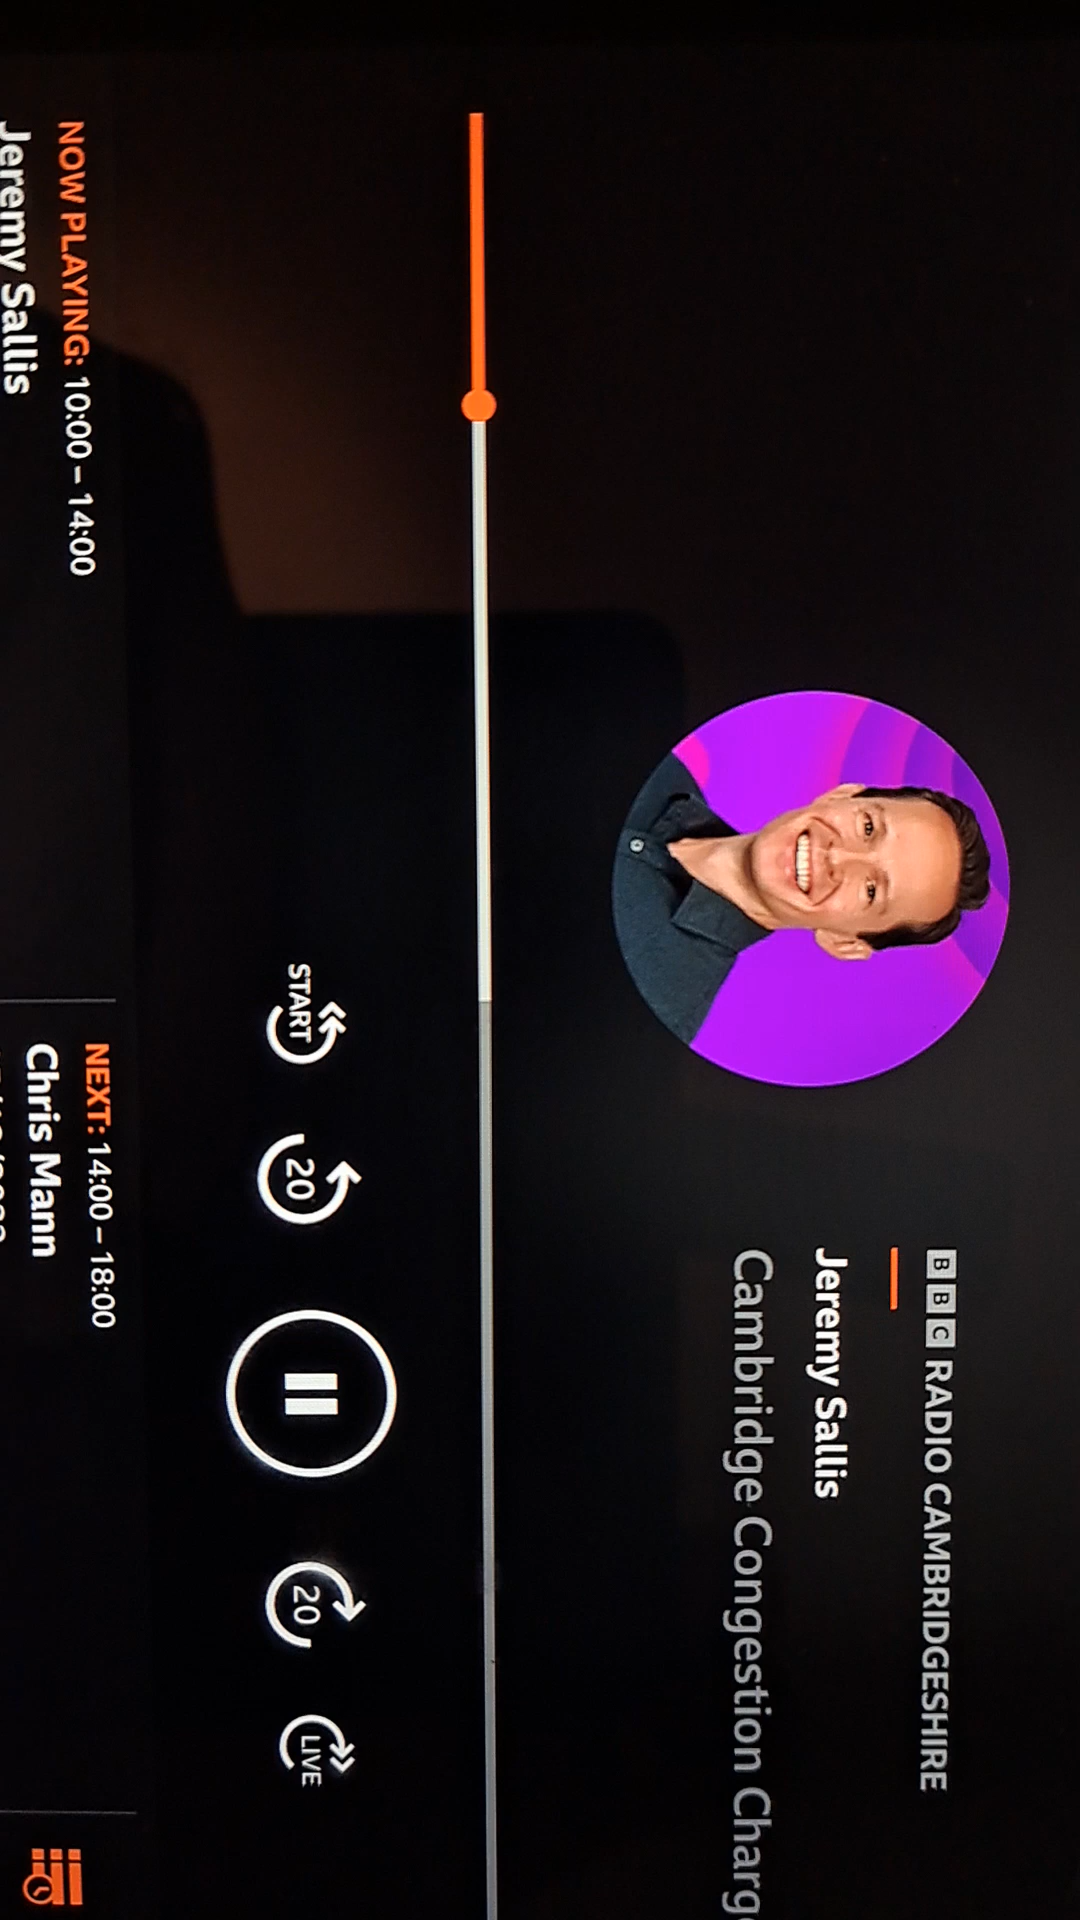 BBC RADIO CAMBRIDGESHIRE
Jeremy Sallis
Cambridge Congestion
START
20
20
LIVE
NOW PLAYING: 10:00 – 14:00
Jeremy Sallis
NEXT: 14:00 – 18:00
Chris Mann